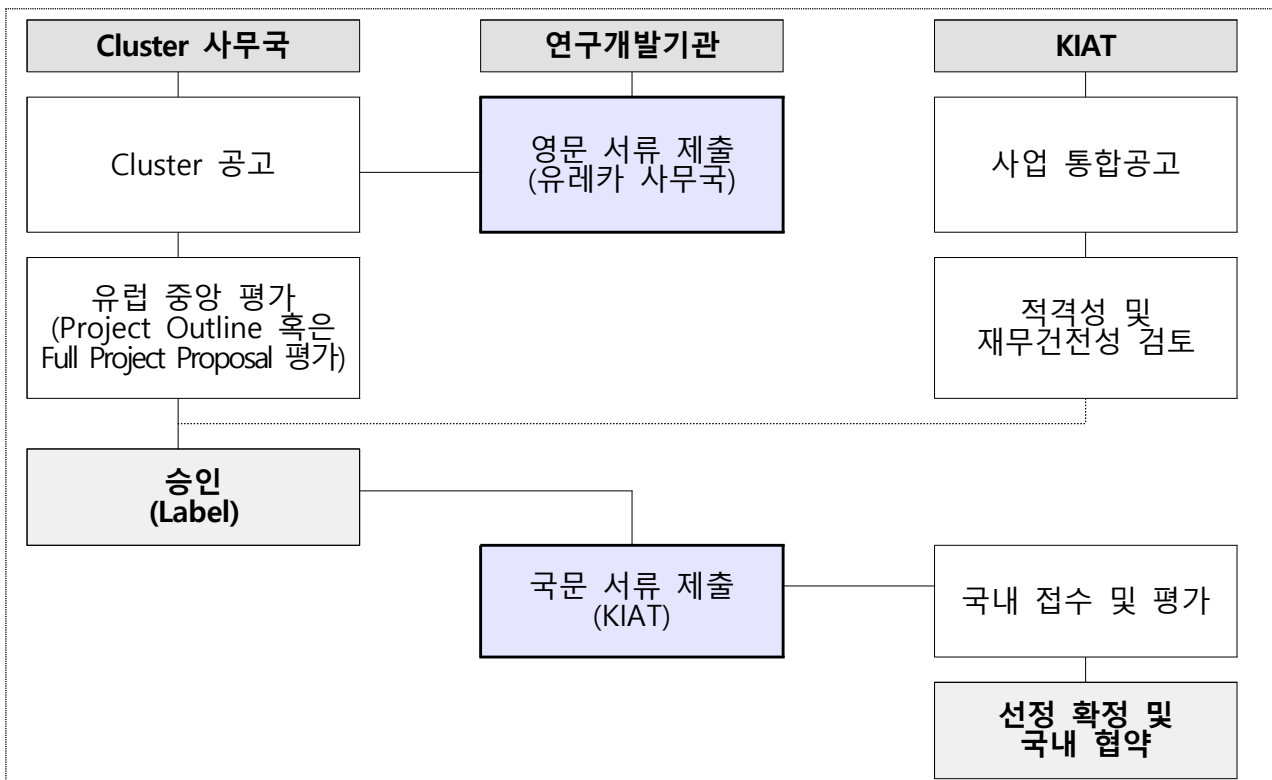 Cluster 사무국
연구개발기관
KIAT
Cluster 공고
영문 서류 제출
(유레카 사무국)
사업 통합공고
유럽 중앙 평가
(Project Outline 혹은
Full Project Proposal 평가)
적격성 및
재무건전성 검토
승인
(Label)
국문 서류 제출
(KIAT)
국내 접수 및 평가
선정 확정 및
국내 협약